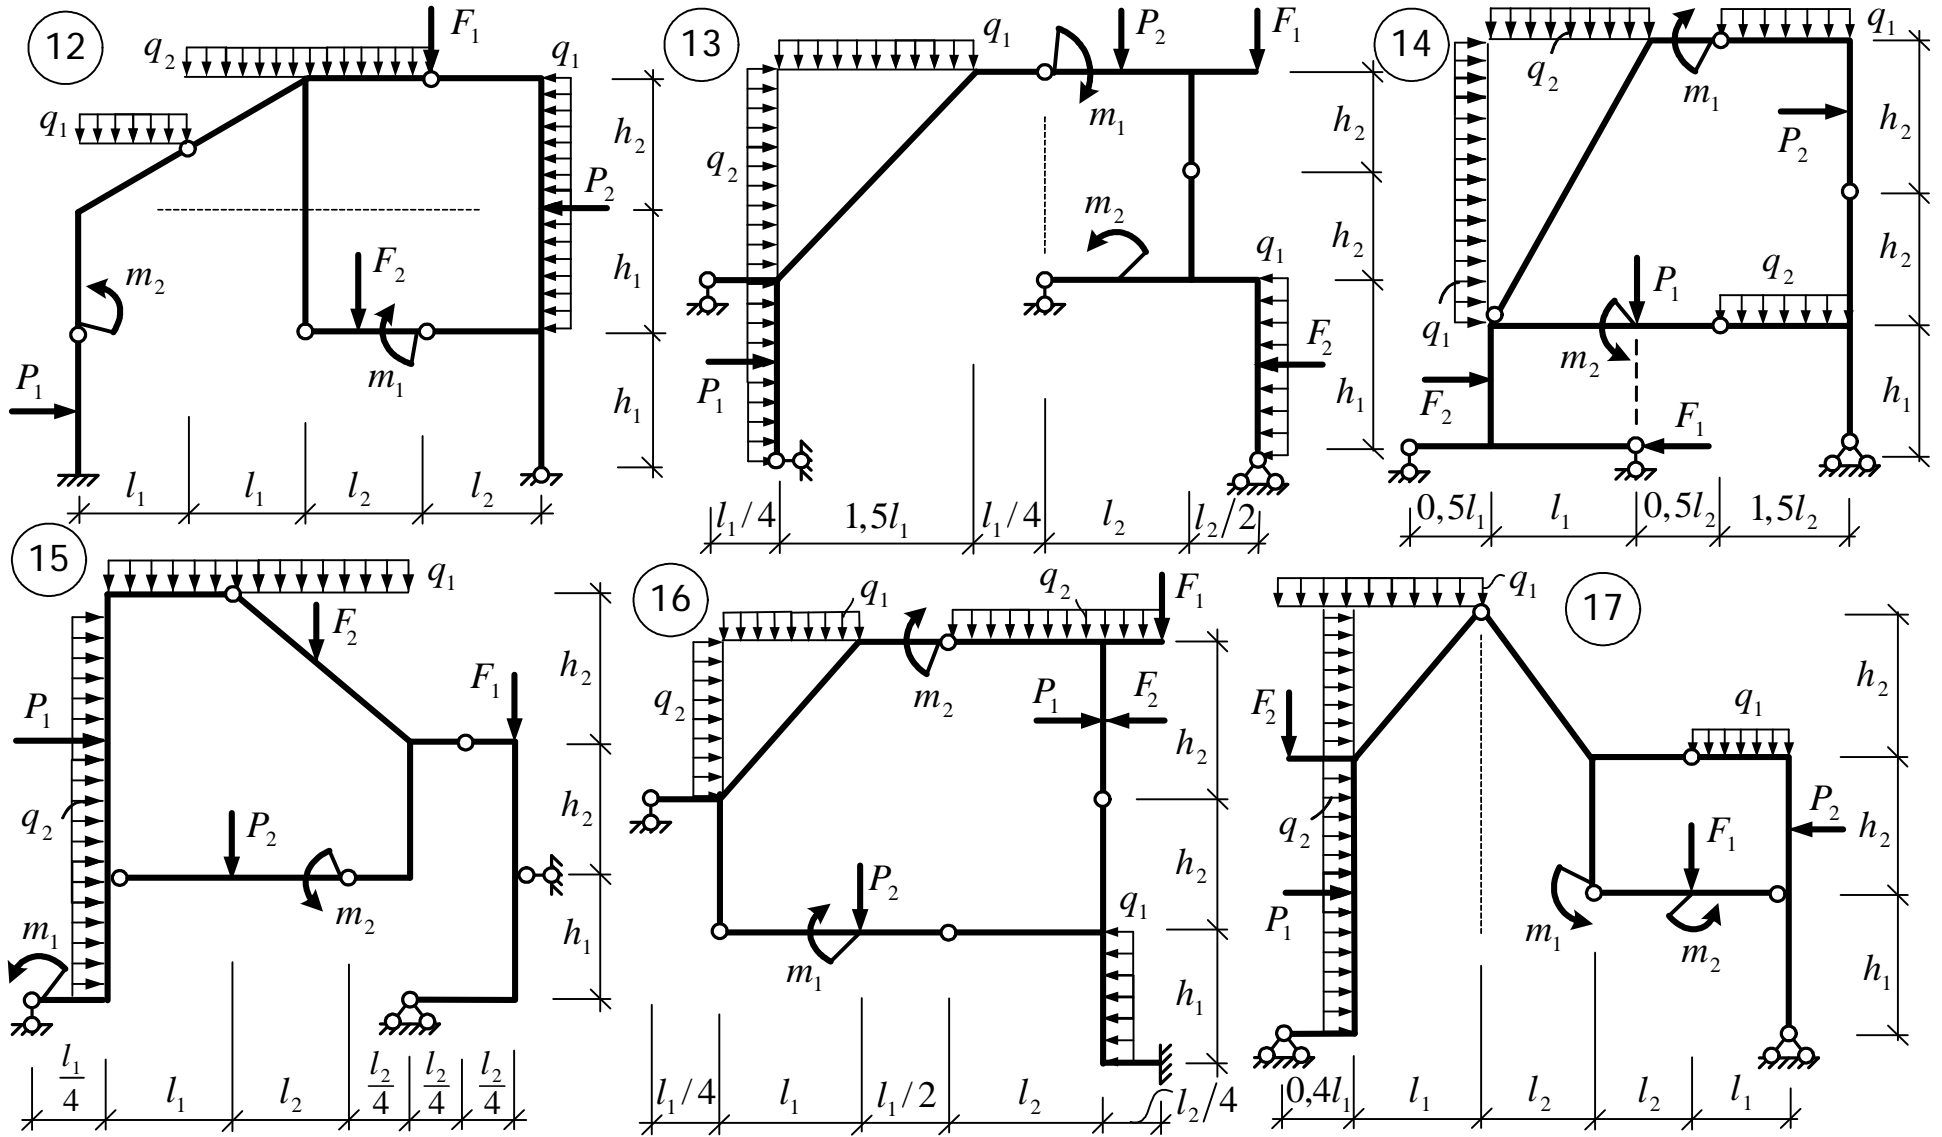 12
q₂
F₁
q₁
q₁
P₂
h₂
m₂
F₂
h₁
P₁
m₁
h₁
l₁ l₁ l₂ l₂
13
q₁
P₂
F₁
m₁
h₂
q₂
m₂
h₂
q₁
P₁
F₂
h₁
l₁/4 1,5l₁ l₁/4 l₂ l₂/2
14
q₂
q₁
m₁
P₂
h₂
P₁
q₂
h₂
q₁
m₂
F₂
F₁
h₁
0,5l₁ l₁ 0,5l₂ 1,5l₂
15
q₁
F₂
h₂
F₁
P₁
q₂
P₂
h₂
m₂
m₁
h₁
l₁/4 l₁ l₂ l₂/4 l₂/4 l₂/4
16
q₁
q₂
F₁
q₂
m₂
P₁
F₂
h₂
P₂
h₂
q₁
m₁
h₁
l₁/4 l₁ l₁/2 l₂ l₂/4
17
q₁
F₂
h₂
q₁
q₂
F₁
P₂
h₂
P₁
m₁
m₂
h₁
0,4l₁ l₁ l₂ l₂ l₁